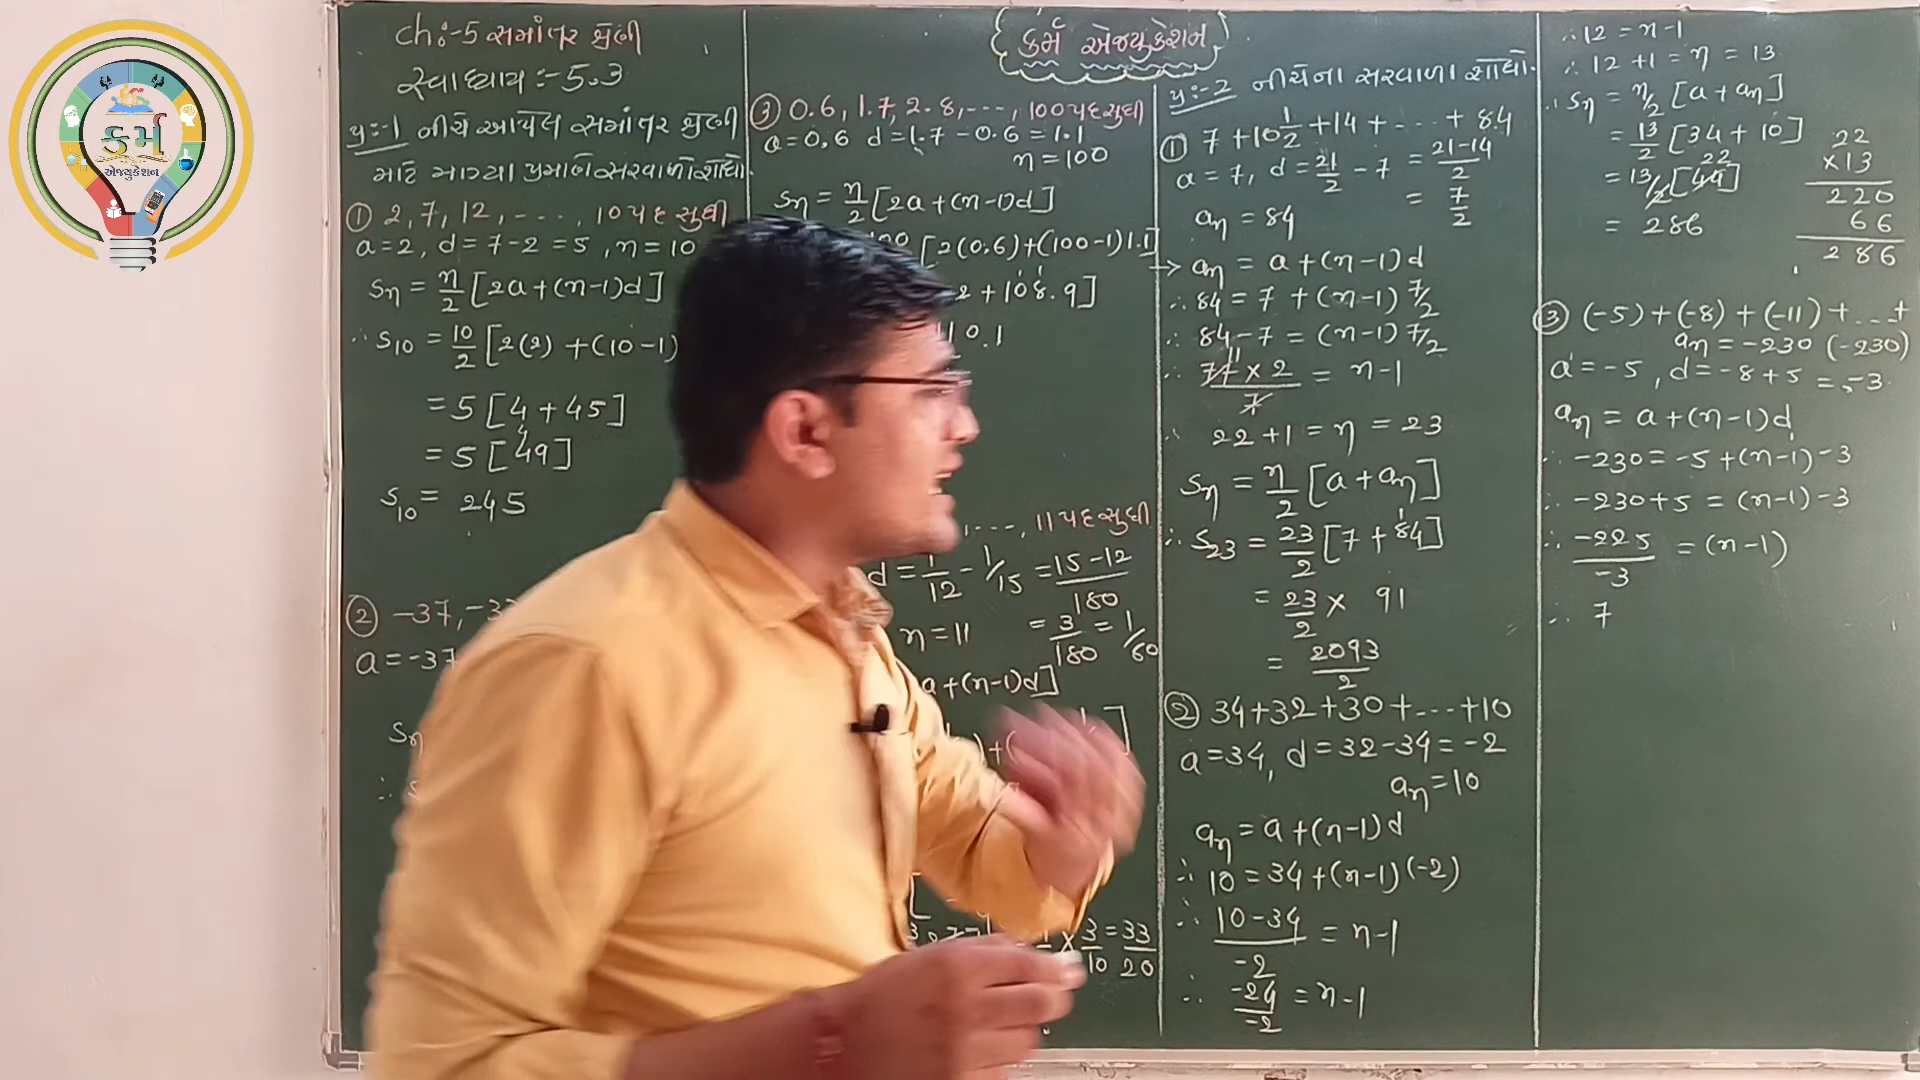 કર્મ
એજ્યુકેશન
ch:-5 સમાંતર શ્રેણી
સ્વાધ્યાય :- 5.3
પ્ર:-1 નીચે આપેલ સમાંતર શ્રેણી
માટે માગ્યા પ્રમાણે સરવાળો શોધો.
① 2, 7, 12, ---, 10 પદ સુધી
a=2, d=7-2=5, n=10
Sn = n/2 [2a+(n-1)d]
∴ S10 = 10/2 [2(2) +(10-1)
=5[4+45]
=5[49]
S10 = 245
② -37, -33
a=-37
Sn
∴ S
કર્મ એજ્યુકેશન
③ 0.6, 1.7, 2.8, ---, 100 પદ સુધી
a=0.6 d=1.7-0.6=1.1
n=100
Sn = n/2 [2a+(n-1)d]
[2(0.6)+(100-1)1.1]
2+108.9]
110.1
, ---, 11 પદ સુધી
d = 1/12 - 1/15 = 15-12/180
n=11 = 3/180 = 1/60
a+(n-1)d]
× 3/10 = 33/20
પ્ર:-2 નીચેના સરવાળા શોધો.
① 7+10 1/2 +14 + --- + 84
a=7, d= 21/2 - 7 = 21-14/2
= 7/2
an = 84
→ an = a+(n-1)d
∴ 84 = 7 +(n-1) 7/2
∴ 84-7 = (n-1) 7/2
∴ 77 × 2/7 = n-1
11
∴ 22+1 = n = 23
Sn = n/2 [a+an]
∴ S23 = 23/2 [7+84]
= 23/2 × 91
= 2093/2
② 34+32+30+---+10
a=34, d=32-34=-2
an=10
an = a+(n-1)d
∴ 10=34+(n-1)(-2)
∴ 10-34/-2 = n-1
∴ -24/-2 = n-1
∴ 12 = n-1
∴ 12+1 = n = 13
∴ Sn = n/2 [a+an]
= 13/2 [34+10]
= 13/2 [44]
22
= 286
22
×13
220
66
286
③ (-5)+(-8)+(-11)+---+
an = -230 (-230)
a=-5, d=-8+5=-3
an = a+(n-1)d
∴ -230=-5+(n-1)-3
∴ -230+5 = (n-1)-3
∴ -225/-3 = (n-1)
∴ 7